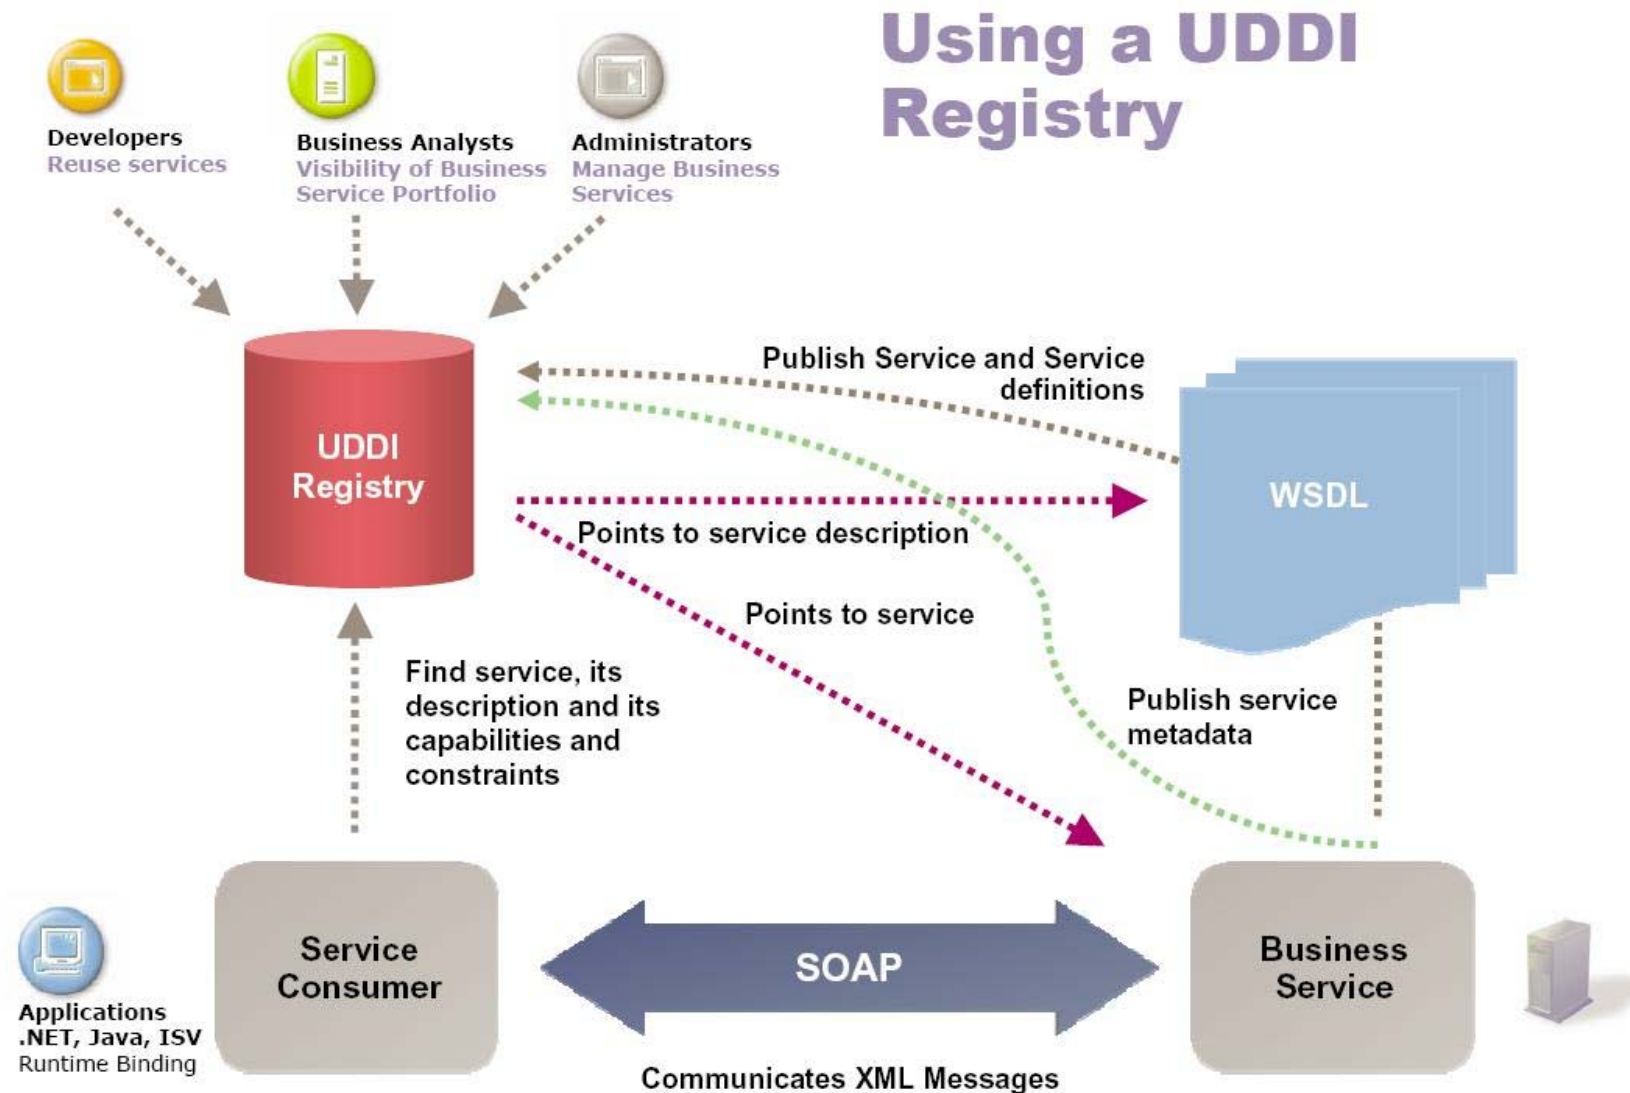 Using a UDDI
Registry
Developers
Reuse services
Business Analysts
Visibility of Business
Service Portfolio
Administrators
Manage Business
Services
Publish Service and Service
definitions
UDDI
Registry
WSDL
Points to service description
Points to service
Find service, its
description and its
capabilities and
constraints
Publish service
metadata
Service
Consumer
SOAP
Business
Service
Applications
.NET, Java, ISV
Runtime Binding
Communicates XML Messages